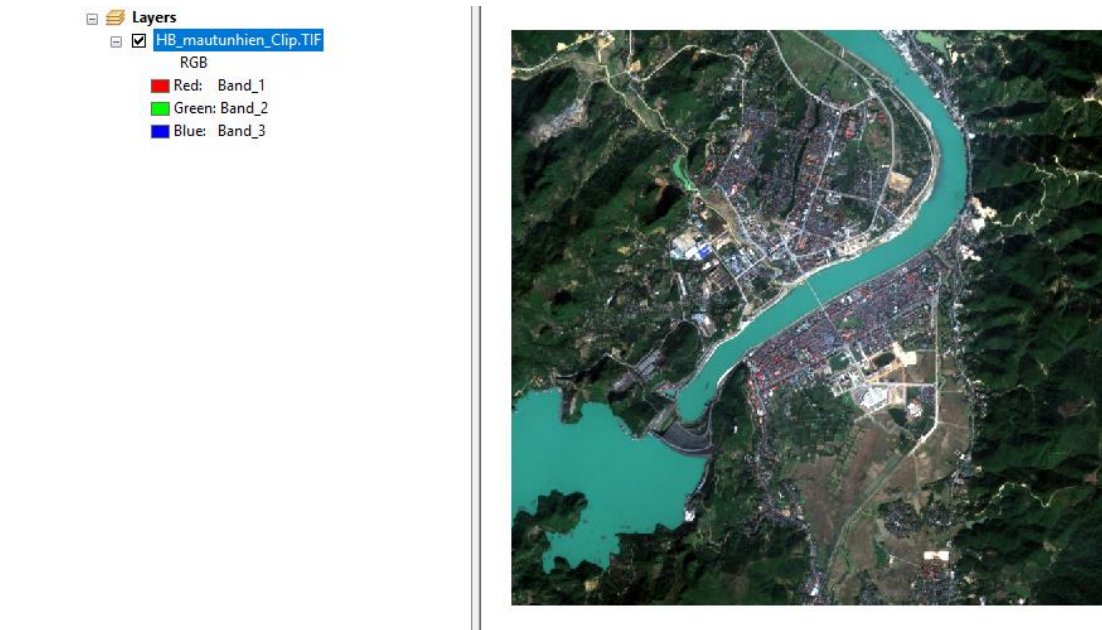 Layers
HB_mautunhien_Clip.TIF
RGB
Red: Band_1
Green: Band_2
Blue: Band_3